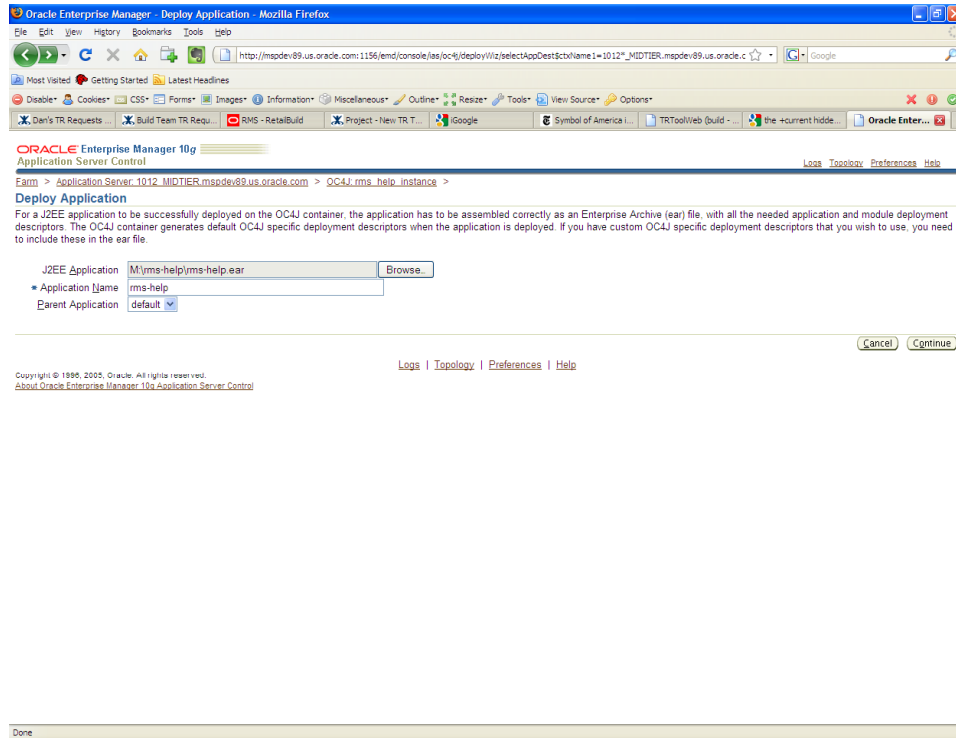 Oracle Enterprise Manager - Deploy Application - Mozilla Firefox
File Edit View History Bookmarks Tools Help
http://mspdev89.us.oracle.com:1156/emd/console/ias/oc4j/deployWiz/selectAppDest$ctxName1=1012*_MIDTIER.mspdev89.us.oracle.c
G Google
Most Visited Getting Started Latest Headlines
Disable Cookies CSS Forms Images Information Miscellaneous Outline Resize Tools View Source Options
Dan's TR Requests ... Build Team TR Requ... RMS - RetailBuild Project - New TR T... iGoogle Symbol of America i... TRToolWeb (build - ... the +current hidde... Oracle Enter...
ORACLE Enterprise Manager 10g
Application Server Control
Logs Topology Preferences Help
Farm > Application Server: 1012_MIDTIER.mspdev89.us.oracle.com > OC4J: rms_help_instance >
Deploy Application
For a J2EE application to be successfully deployed on the OC4J container, the application has to be assembled correctly as an Enterprise Archive (ear) file, with all the needed application and module deployment
descriptors. The OC4J container generates default OC4J specific deployment descriptors when the application is deployed. If you have custom OC4J specific deployment descriptors that you wish to use, you need
to include these in the ear file.
J2EE Application M:\rms-help\rms-help.ear Browse..
* Application Name rms-help
Parent Application default
Cancel Continue
Logs | Topology | Preferences | Help
Copyright © 1996, 2005, Oracle. All rights reserved.
About Oracle Enterprise Manager 10g Application Server Control
Done